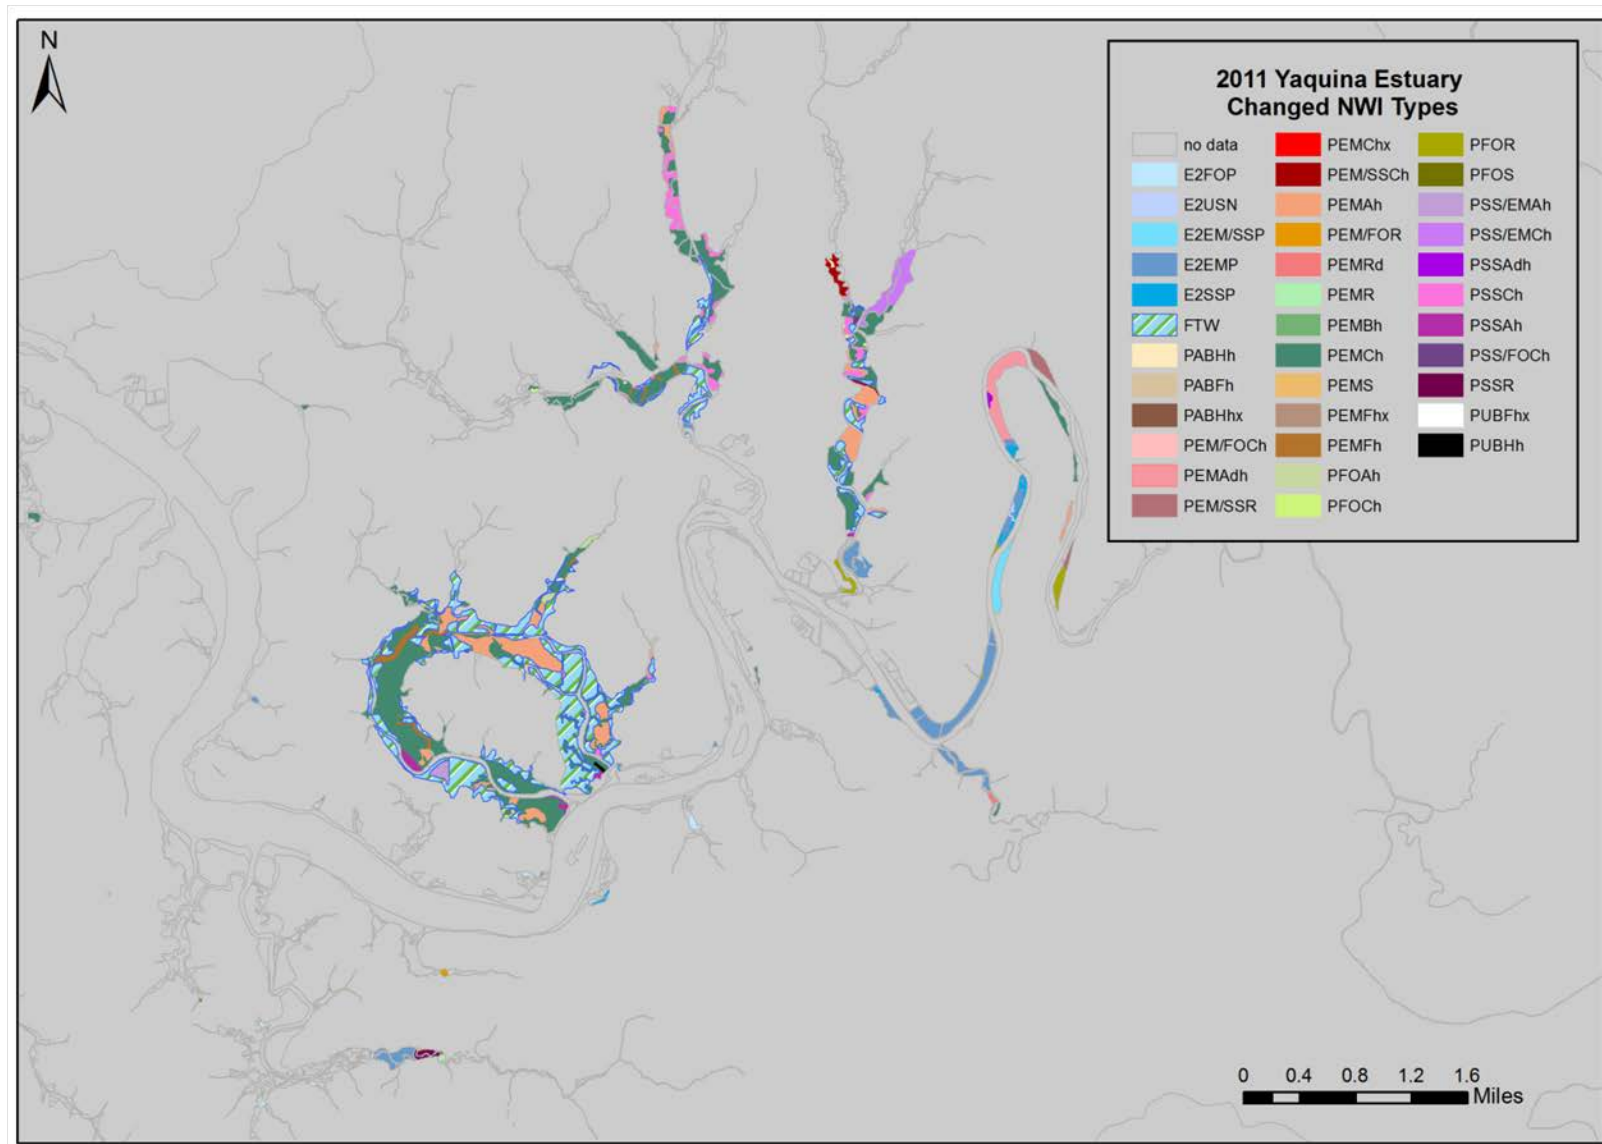 N
2011 Yaquina Estuary
Changed NWI Types
no data
E2FOP
E2USN
E2EM/SSP
E2EMP
E2SSP
FTW
PABHh
PABFh
PABHhx
PEM/FOCh
PEMAdh
PEM/SSR
PEMChx
PEM/SSCh
PEMAh
PEM/FOR
PEMRd
PEMR
PEMBh
PEMCh
PEMS
PEMFhx
PEMFh
PFOAh
PFOCh
PFOR
PFOS
PSS/EMAh
PSS/EMCh
PSSAdh
PSSCh
PSSAh
PSS/FOCh
PSSR
PUBFhx
PUBHh
0 0.4 0.8 1.2 1.6
Miles